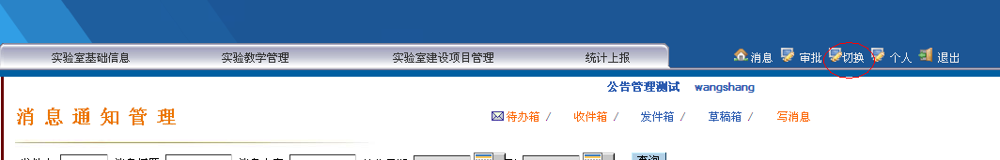 实验室基础信息 实验教学管理 实验室建设项目管理 统计上报 消息 审批 切换 个人 退出
公告管理测试 wangshang
消息通知管理 待办箱 / 收件箱 / 发件箱 / 草稿箱 / 写消息